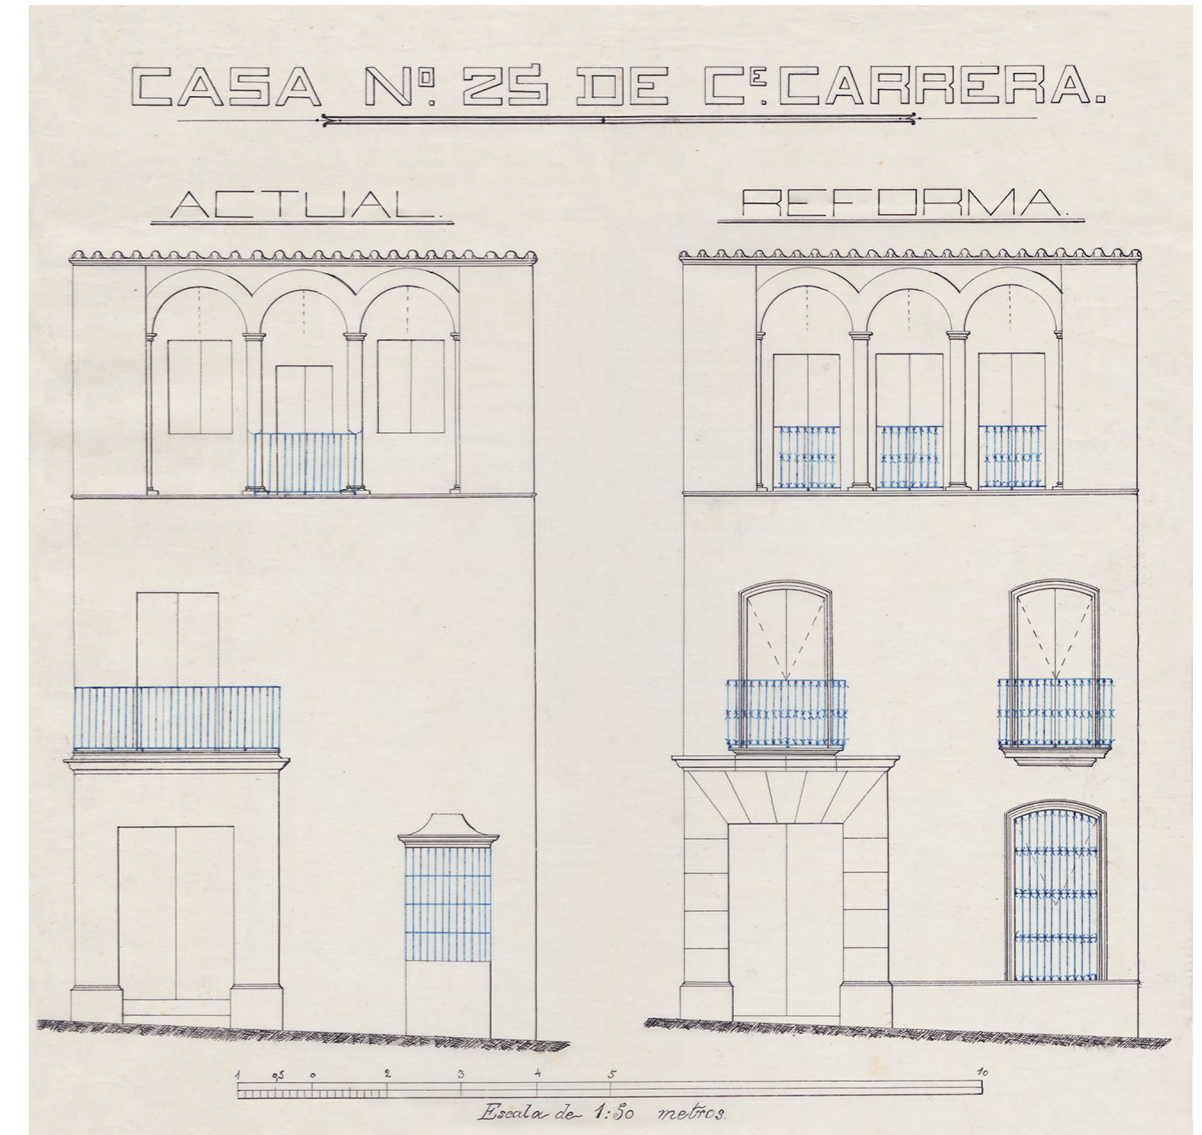 CASA Nº. 25 DE Cᴱ. CARRERA.
ACTUAL.
REFORMA.
1 0,5 0 2 3 4 5 10
Escala de 1:50 metros.